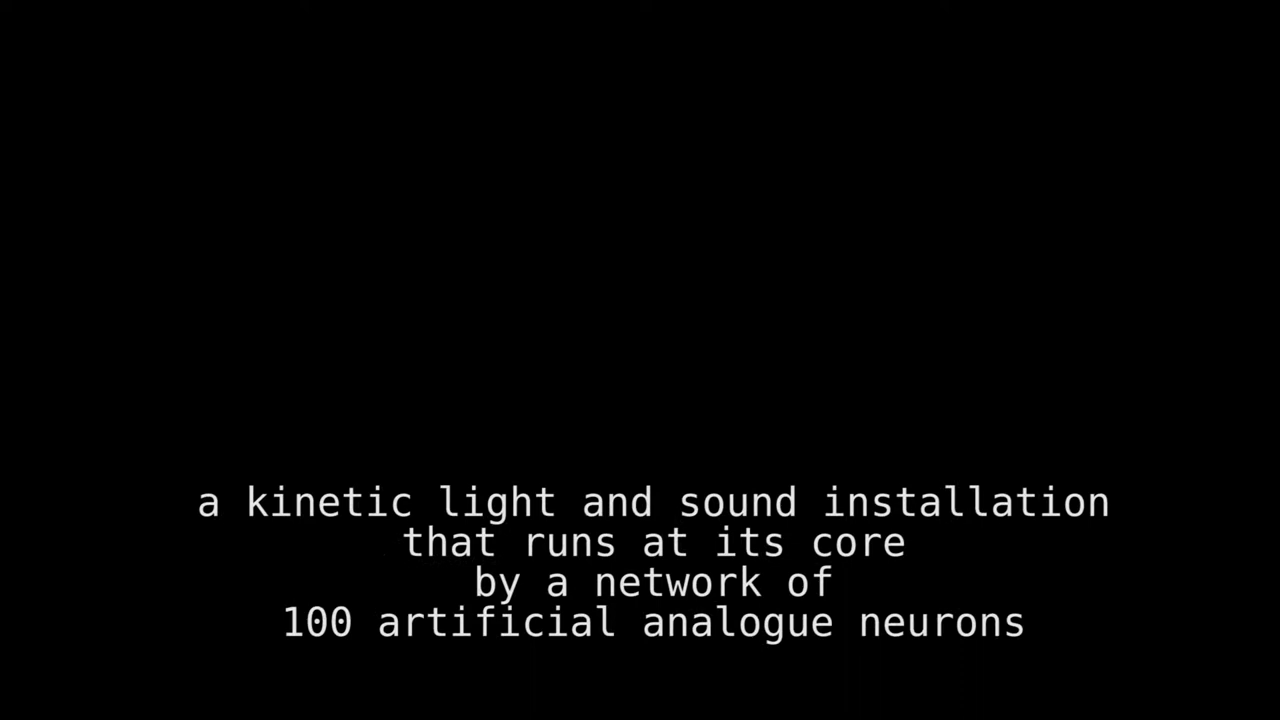 a kinetic light and sound installation
that runs at its core
by a network of
100 artificial analogue neurons